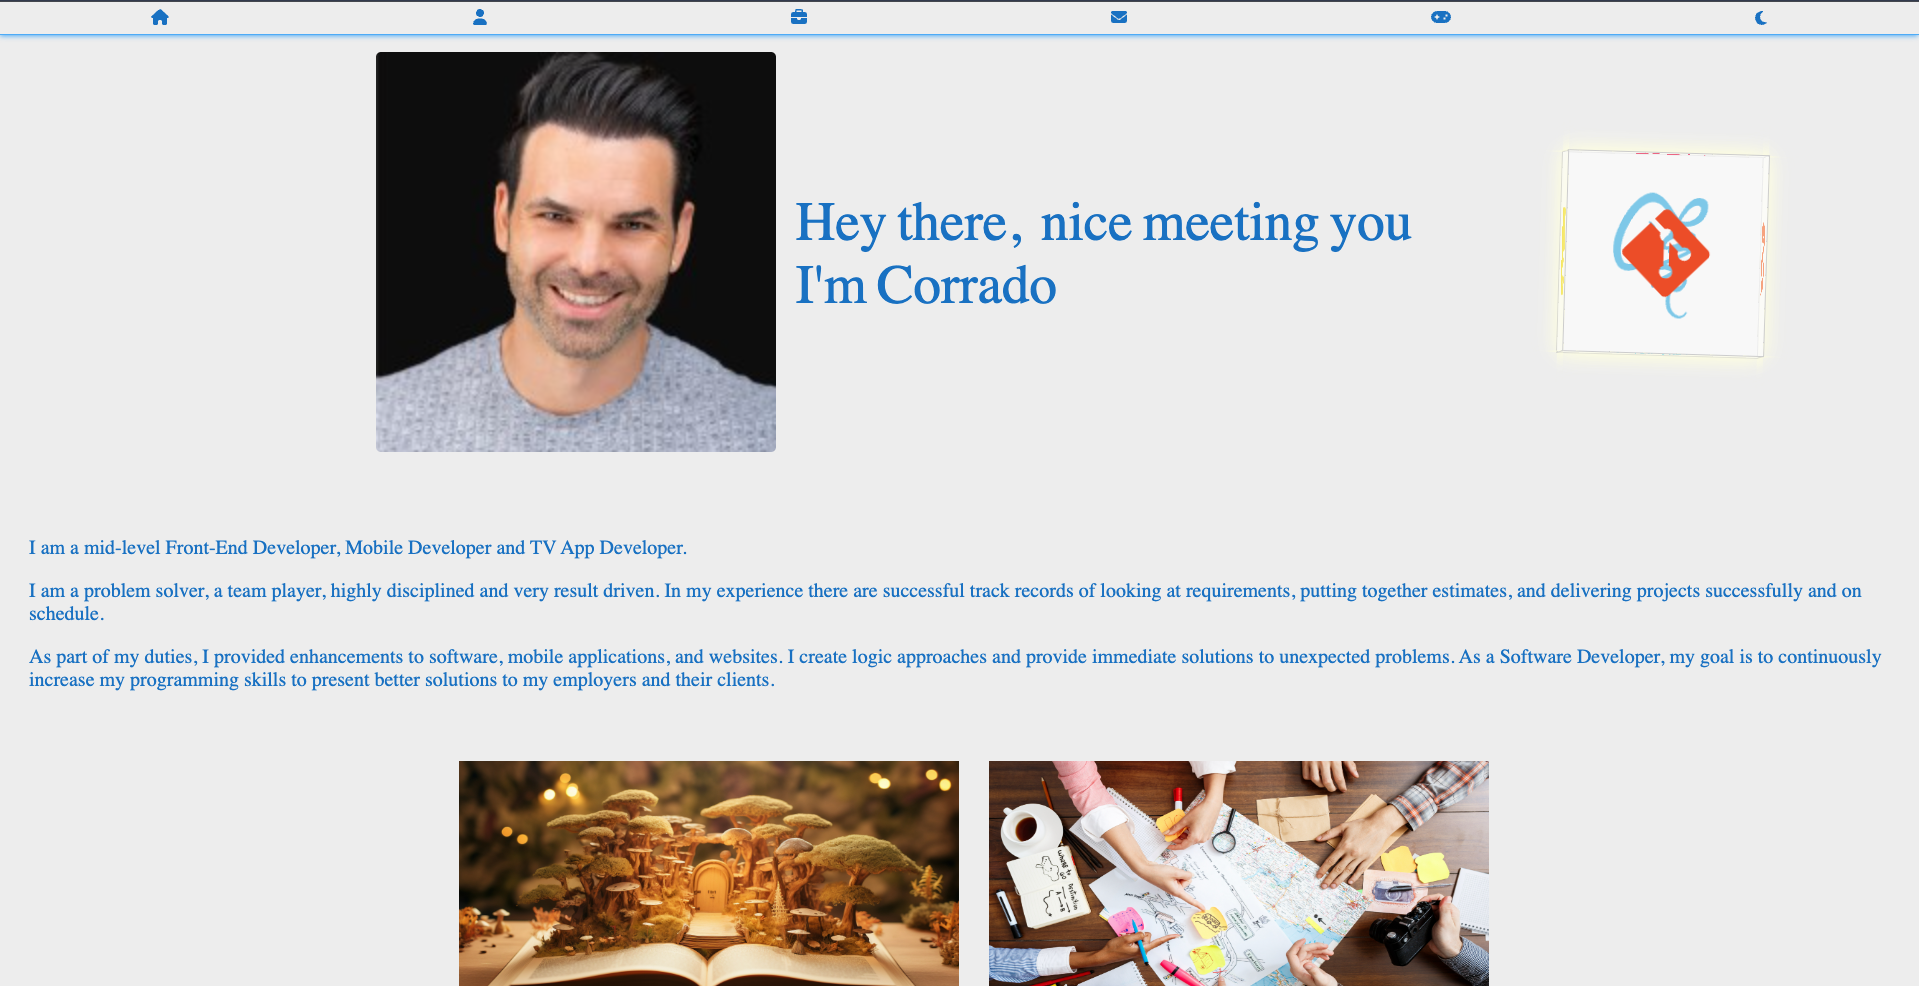 Hey there, nice meeting you
I'm Corrado
I am a mid-level Front-End Developer, Mobile Developer and TV App Developer.
I am a problem solver, a team player, highly disciplined and very result driven. In my experience there are successful track records of looking at requirements, putting together estimates, and delivering projects successfully and on
schedule.
As part of my duties, I provided enhancements to software, mobile applications, and websites. I create logic approaches and provide immediate solutions to unexpected problems. As a Software Developer, my goal is to continuously
increase my programming skills to present better solutions to my employers and their clients.